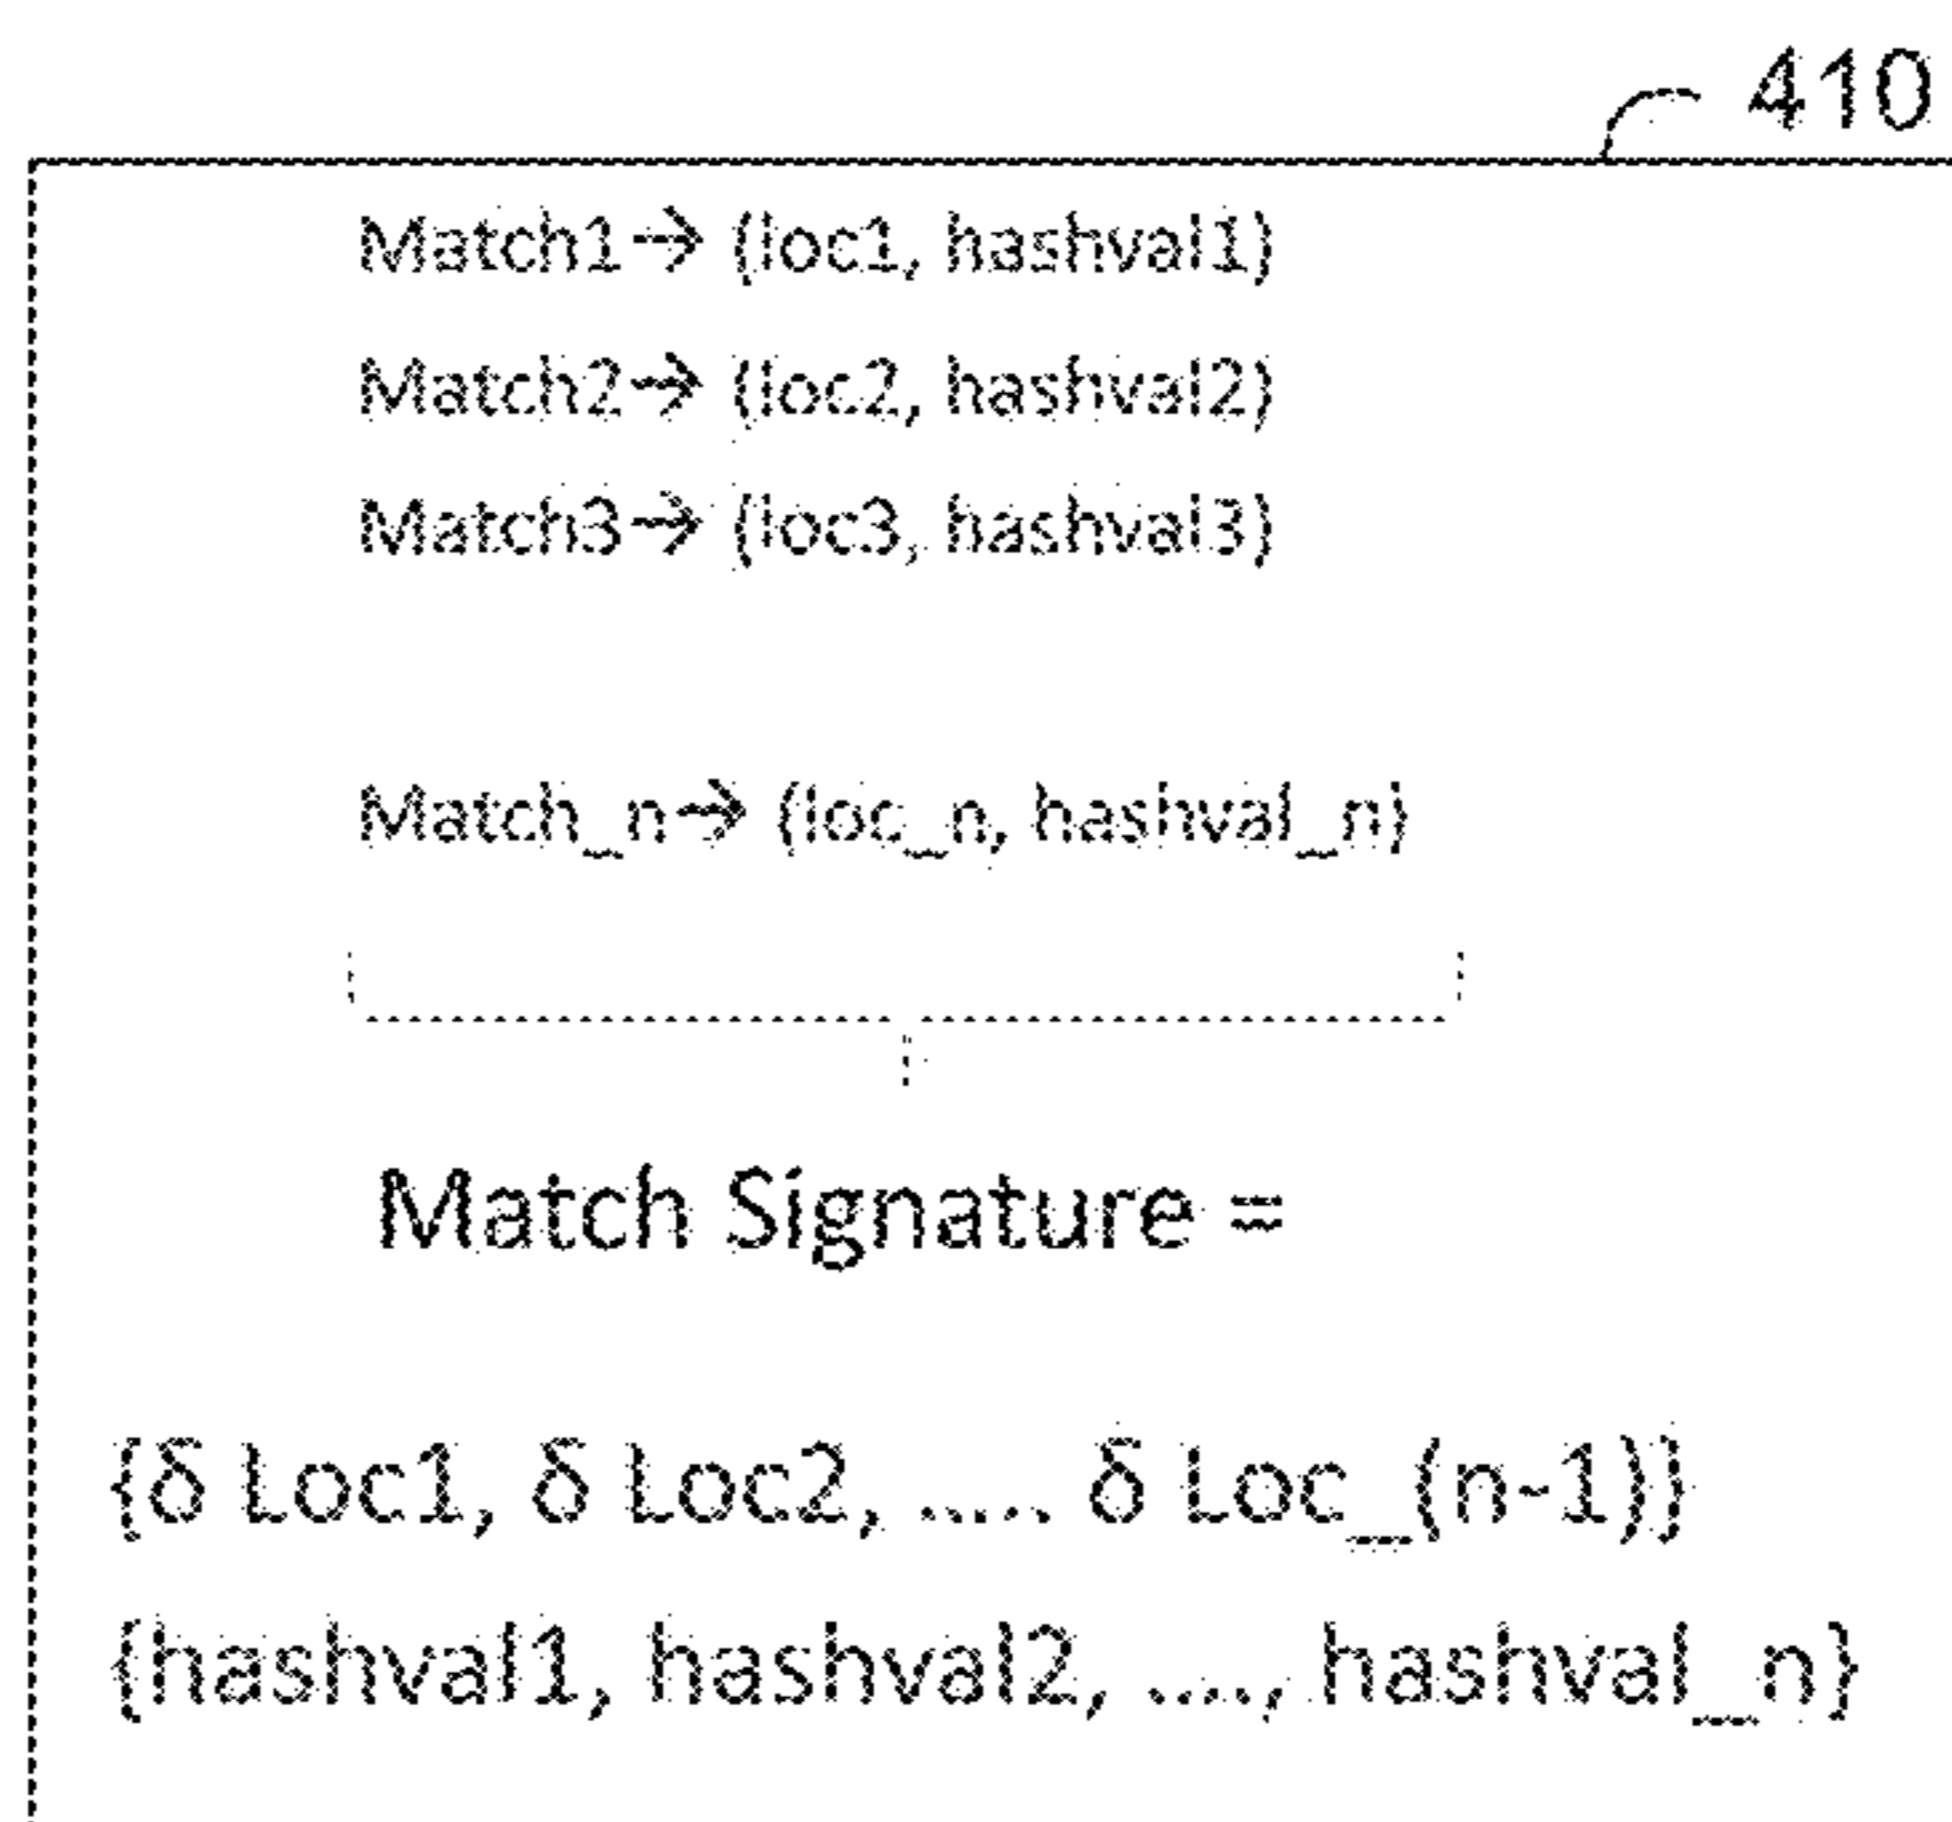 410
Match1→ (loc1, hashval1)
Match2→ (loc2, hashval2)
Match3→ (loc3, hashval3)
Match_n→ (loc_n, hashval_n)
Match Signature =
{δ Loc1, δ Loc2, .... δ Loc_(n-1)}
{hashval1, hashval2, ...., hashval_n}